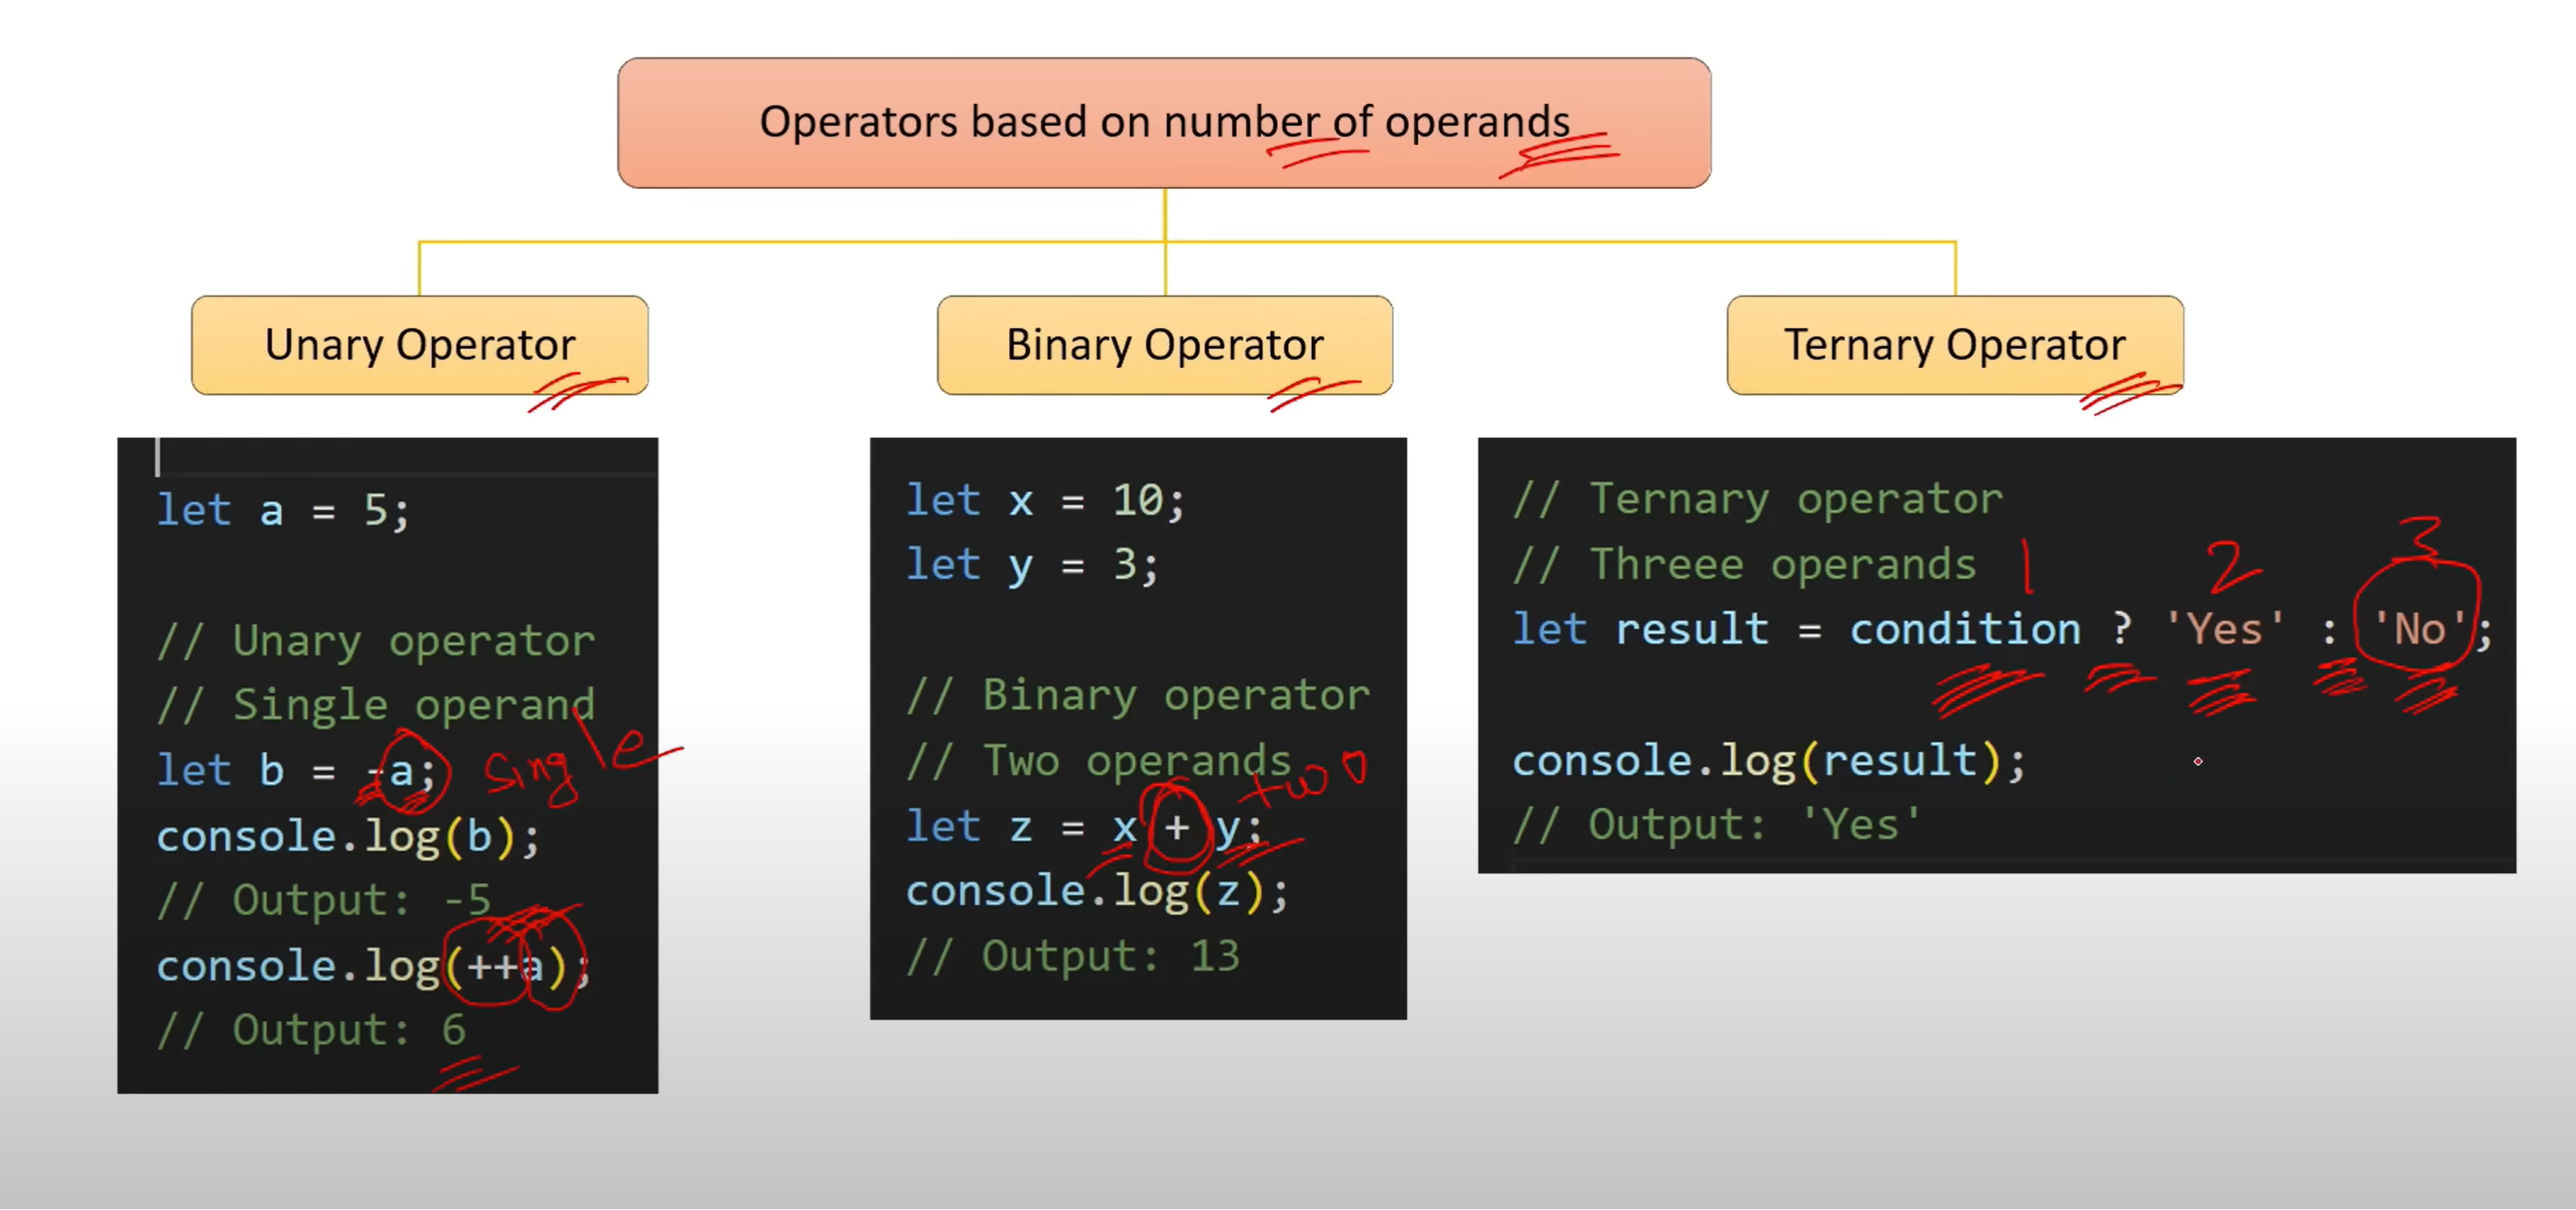 Operators based on number of operands
Unary Operator
Binary Operator
Ternary Operator
let a = 5;
// Unary operator
// Single operand
let b = -a; single
console.log(b);
// Output: -5
console.log(++a);
// Output: 6
let x = 10;
let y = 3;
// Binary operator
// Two operands
two
let z = x + y;
console.log(z);
// Output: 13
// Ternary operator
// Threee operands
1 2 3
let result = condition ? 'Yes' : 'No';
console.log(result);
// Output: 'Yes'